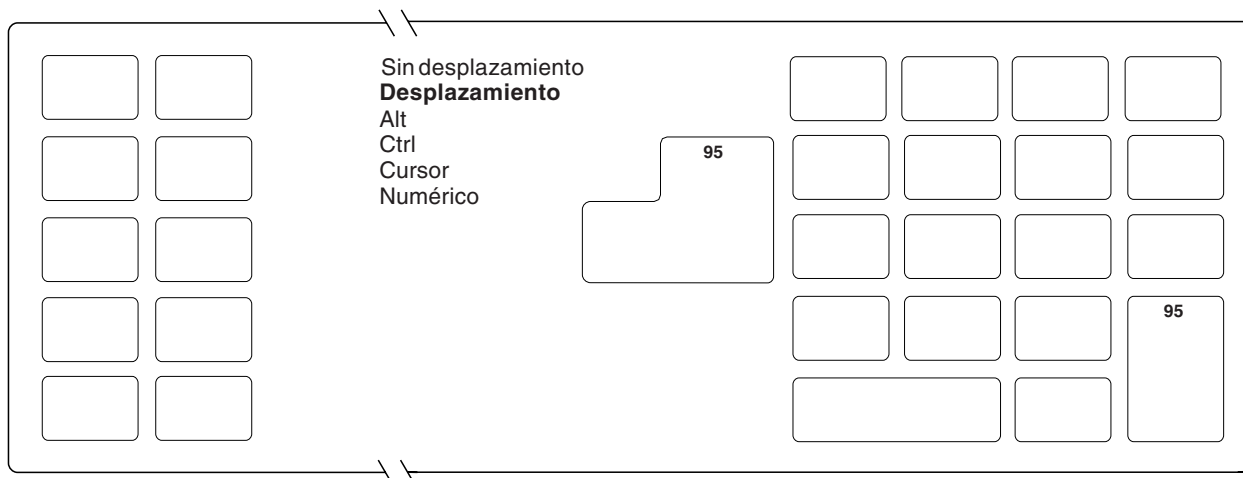 Sin desplazamiento
Desplazamiento
Alt
Ctrl
Cursor
Numérico
95
95